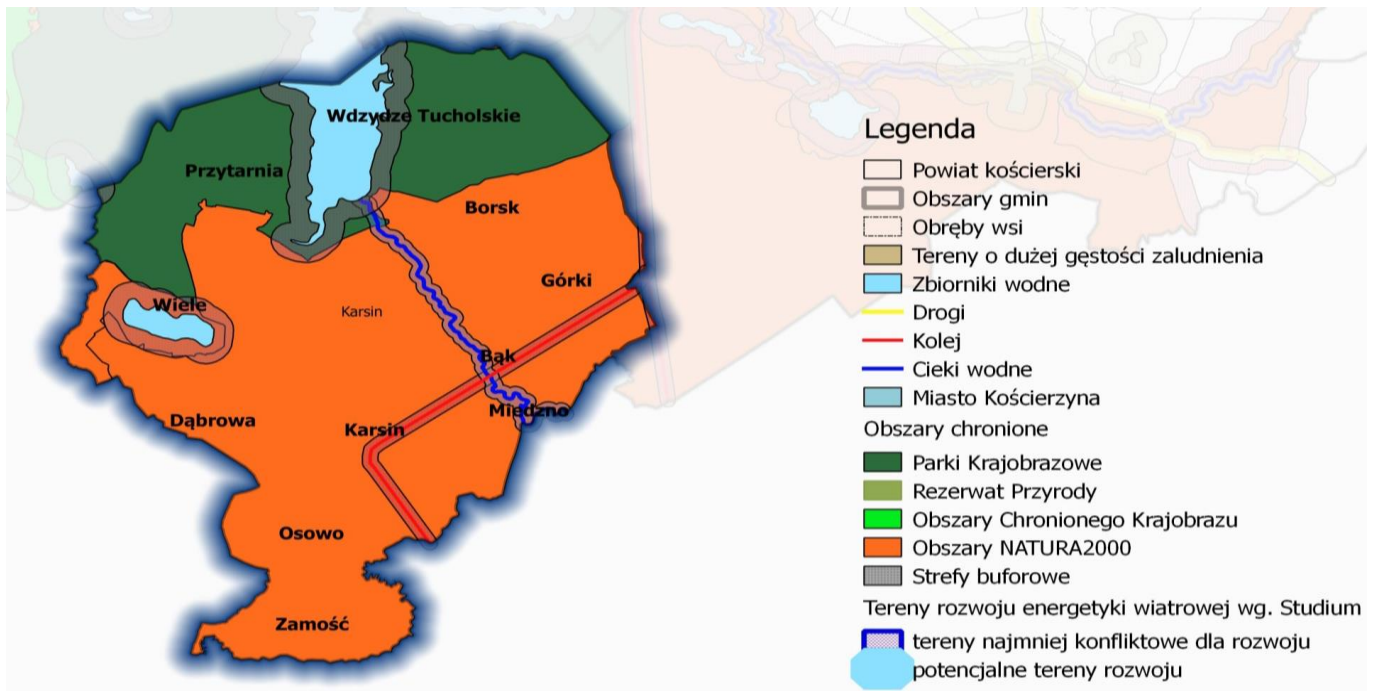 Wdzydze Tucholskie
Przytarnia
Borsk
Górki
Wiele
Karsin
Bąk
Miedzno
Dąbrowa
Karsin
Osowo
Zamość
Legenda
Powiat kościerski
Obszary gmin
Obręby wsi
Tereny o dużej gęstości zaludnienia
Zbiorniki wodne
Drogi
Kolej
Cieki wodne
Miasto Kościerzyna
Obszary chronione
Parki Krajobrazowe
Rezerwat Przyrody
Obszary Chronionego Krajobrazu
Obszary NATURA2000
Strefy buforowe
Tereny rozwoju energetyki wiatrowej wg. Studium
tereny najmniej konfliktowe dla rozwoju
potencjalne tereny rozwoju